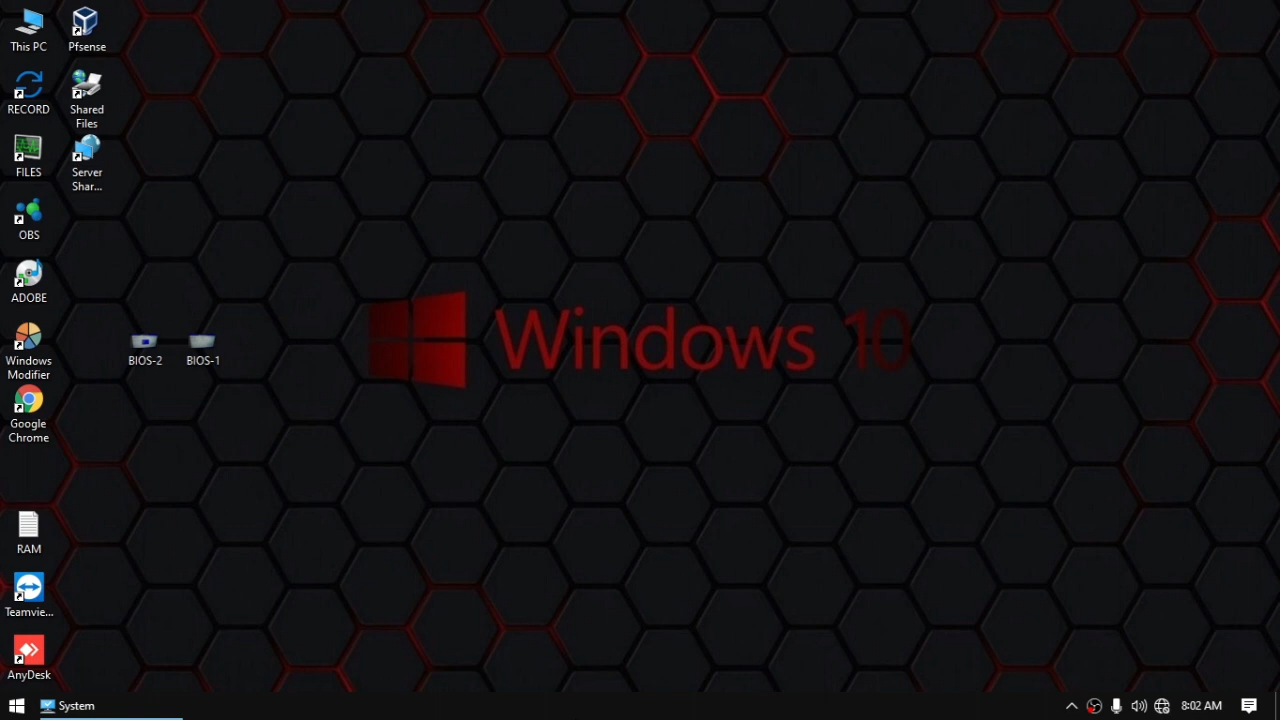 This PC
Pfsense
RECORD
Shared
Files
FILES
Server
Shar...
OBS
ADOBE
Windows
Modifier
BIOS-2
BIOS-1
Windows 10
Google
Chrome
RAM
Teamvie...
AnyDesk
System
8:02 AM